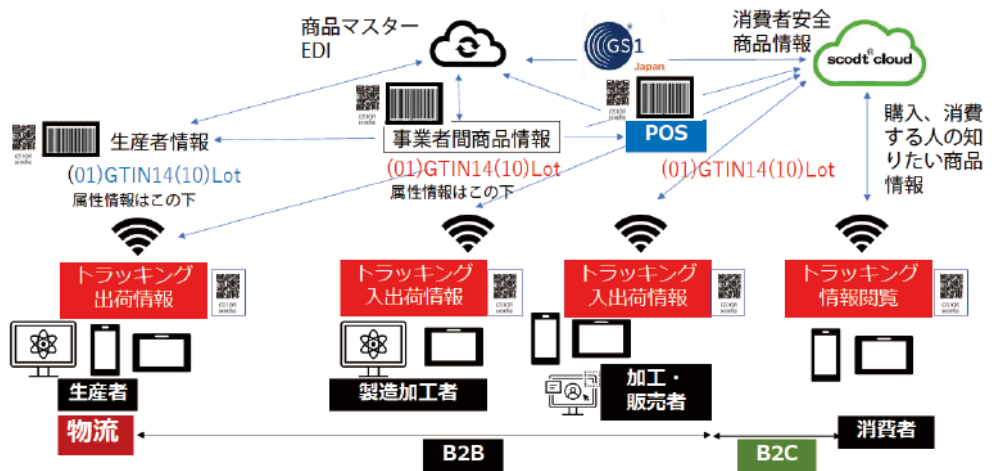 商品マスター
EDI
GS1
Japan
消費者安全
商品情報
scodt® cloud
生産者情報
事業者間商品情報
POS
購入、消費
する人の知
りたい商品
情報
(01)GTIN14(10)Lot
属性情報はこの下
(01)GTIN14(10)Lot
属性情報はこの下
(01)GTIN14(10)Lot
トラッキング
出荷情報
トラッキング
入出荷情報
トラッキング
入出荷情報
トラッキング
情報閲覧
生産者
製造加工者
加工・
販売者
消費者
物流
B2B
B2C